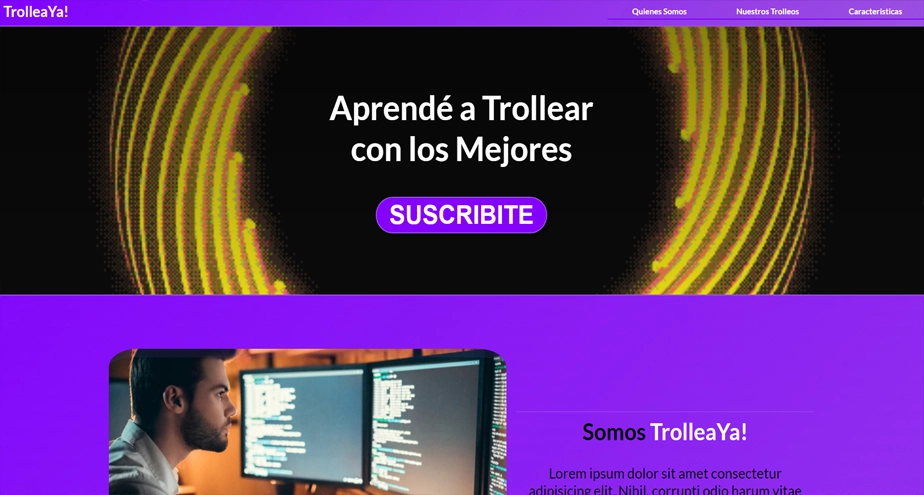 TrolleaYa!
Quienes Somos
Nuestros Trolleos
Caracteristicas
Aprendé a Trollear
con los Mejores
SUSCRIBITE
Somos TrolleaYa!
Lorem ipsum dolor sit amet consectetur
adipisicing elit. Nihil, corrupti odio harum vitae